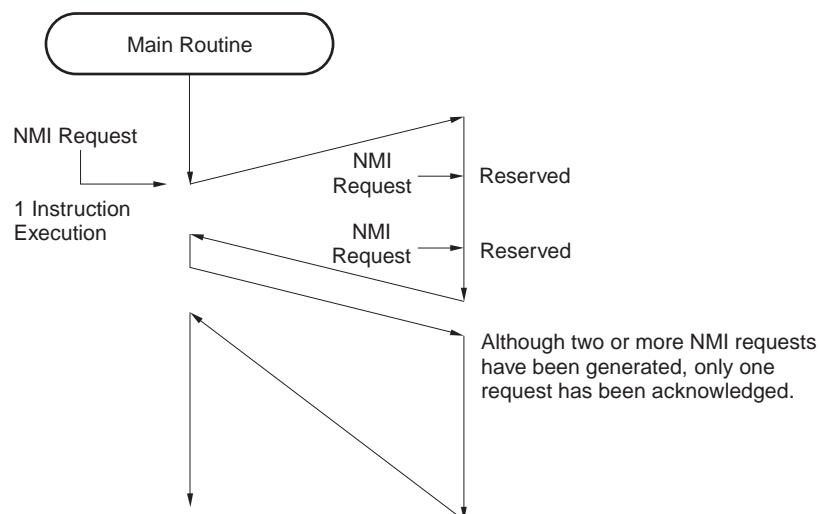 Main Routine
NMI Request
1 Instruction
Execution
NMI
Request
Reserved
NMI
Request
Reserved
Although two or more NMI requests
have been generated, only one
request has been acknowledged.